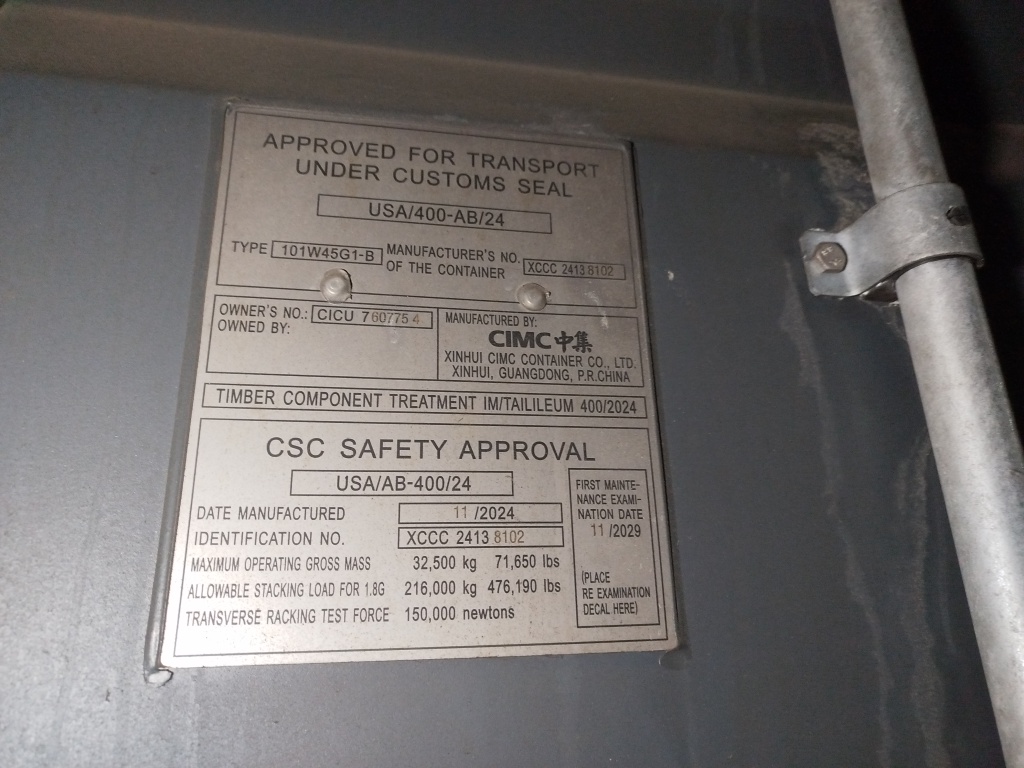 APPROVED FOR TRANSPORT
UNDER CUSTOMS SEAL
USA/400-AB/24
TYPE 101W45G1-B MANUFACTURER'S NO.
OF THE CONTAINER XCCC 2413 8102
OWNER'S NO.: CICU 760775 4
OWNED BY:
MANUFACTURED BY:
CIMC 中集
XINHUI CIMC CONTAINER CO., LTD.
XINHUI, GUANGDONG, P.R.CHINA
TIMBER COMPONENT TREATMENT IM/TAILILEUM 400/2024
CSC SAFETY APPROVAL
USA/AB-400/24
DATE MANUFACTURED 11 /2024
IDENTIFICATION NO. XCCC 2413 8102
MAXIMUM OPERATING GROSS MASS 32,500 kg 71,650 lbs
ALLOWABLE STACKING LOAD FOR 1.8G 216,000 kg 476,190 lbs
TRANSVERSE RACKING TEST FORCE 150,000 newtons
FIRST MAINTE-
NANCE EXAMI-
NATION DATE
11 /2029
(PLACE
RE EXAMINATION
DECAL HERE)